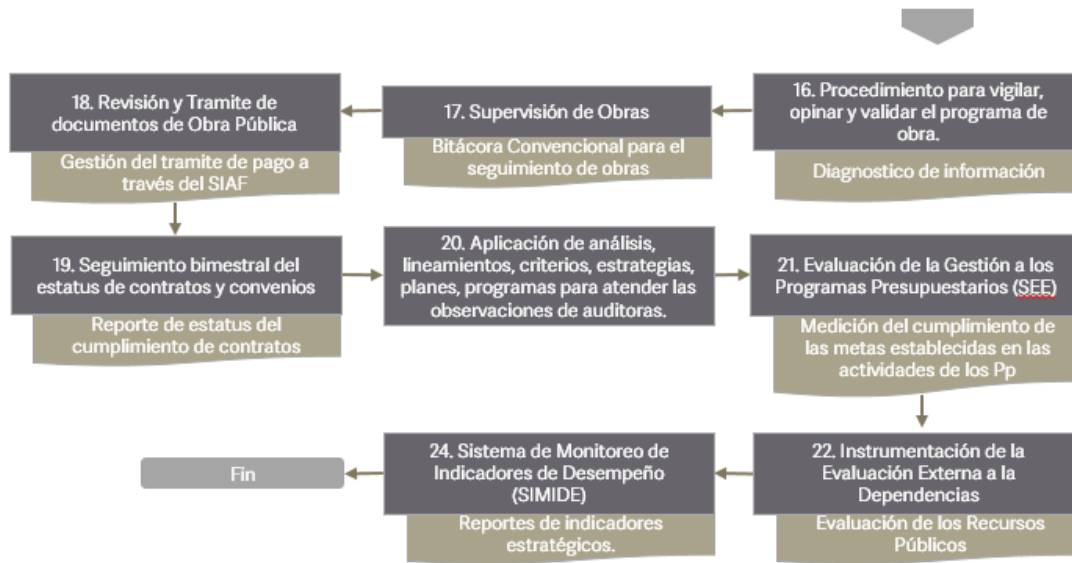 16. Procedimiento para vigilar,
opinar y validar el programa de
obra.
Diagnostico de información
17. Supervisión de Obras
Bitácora Convencional para el
seguimiento de obras
18. Revisión y Tramite de
documentos de Obra Pública
Gestión del tramite de pago a
través del SIAF
19. Seguimiento bimestral del
estatus de contratos y convenios
Reporte de estatus del
cumplimiento de contratos
20. Aplicación de análisis,
lineamientos, criterios, estrategias,
planes, programas para atender las
observaciones de auditoras.
21. Evaluación de la Gestión a los
Programas Presupuestarios (SEE)
Medición del cumplimiento de
las metas establecidas en las
actividades de los Pp
22. Instrumentación de la
Evaluación Externa a la
Dependencias
Evaluación de los Recursos
Públicos
24. Sistema de Monitoreo de
Indicadores de Desempeño
(SIMIDE)
Reportes de indicadores
estratégicos.
Fin